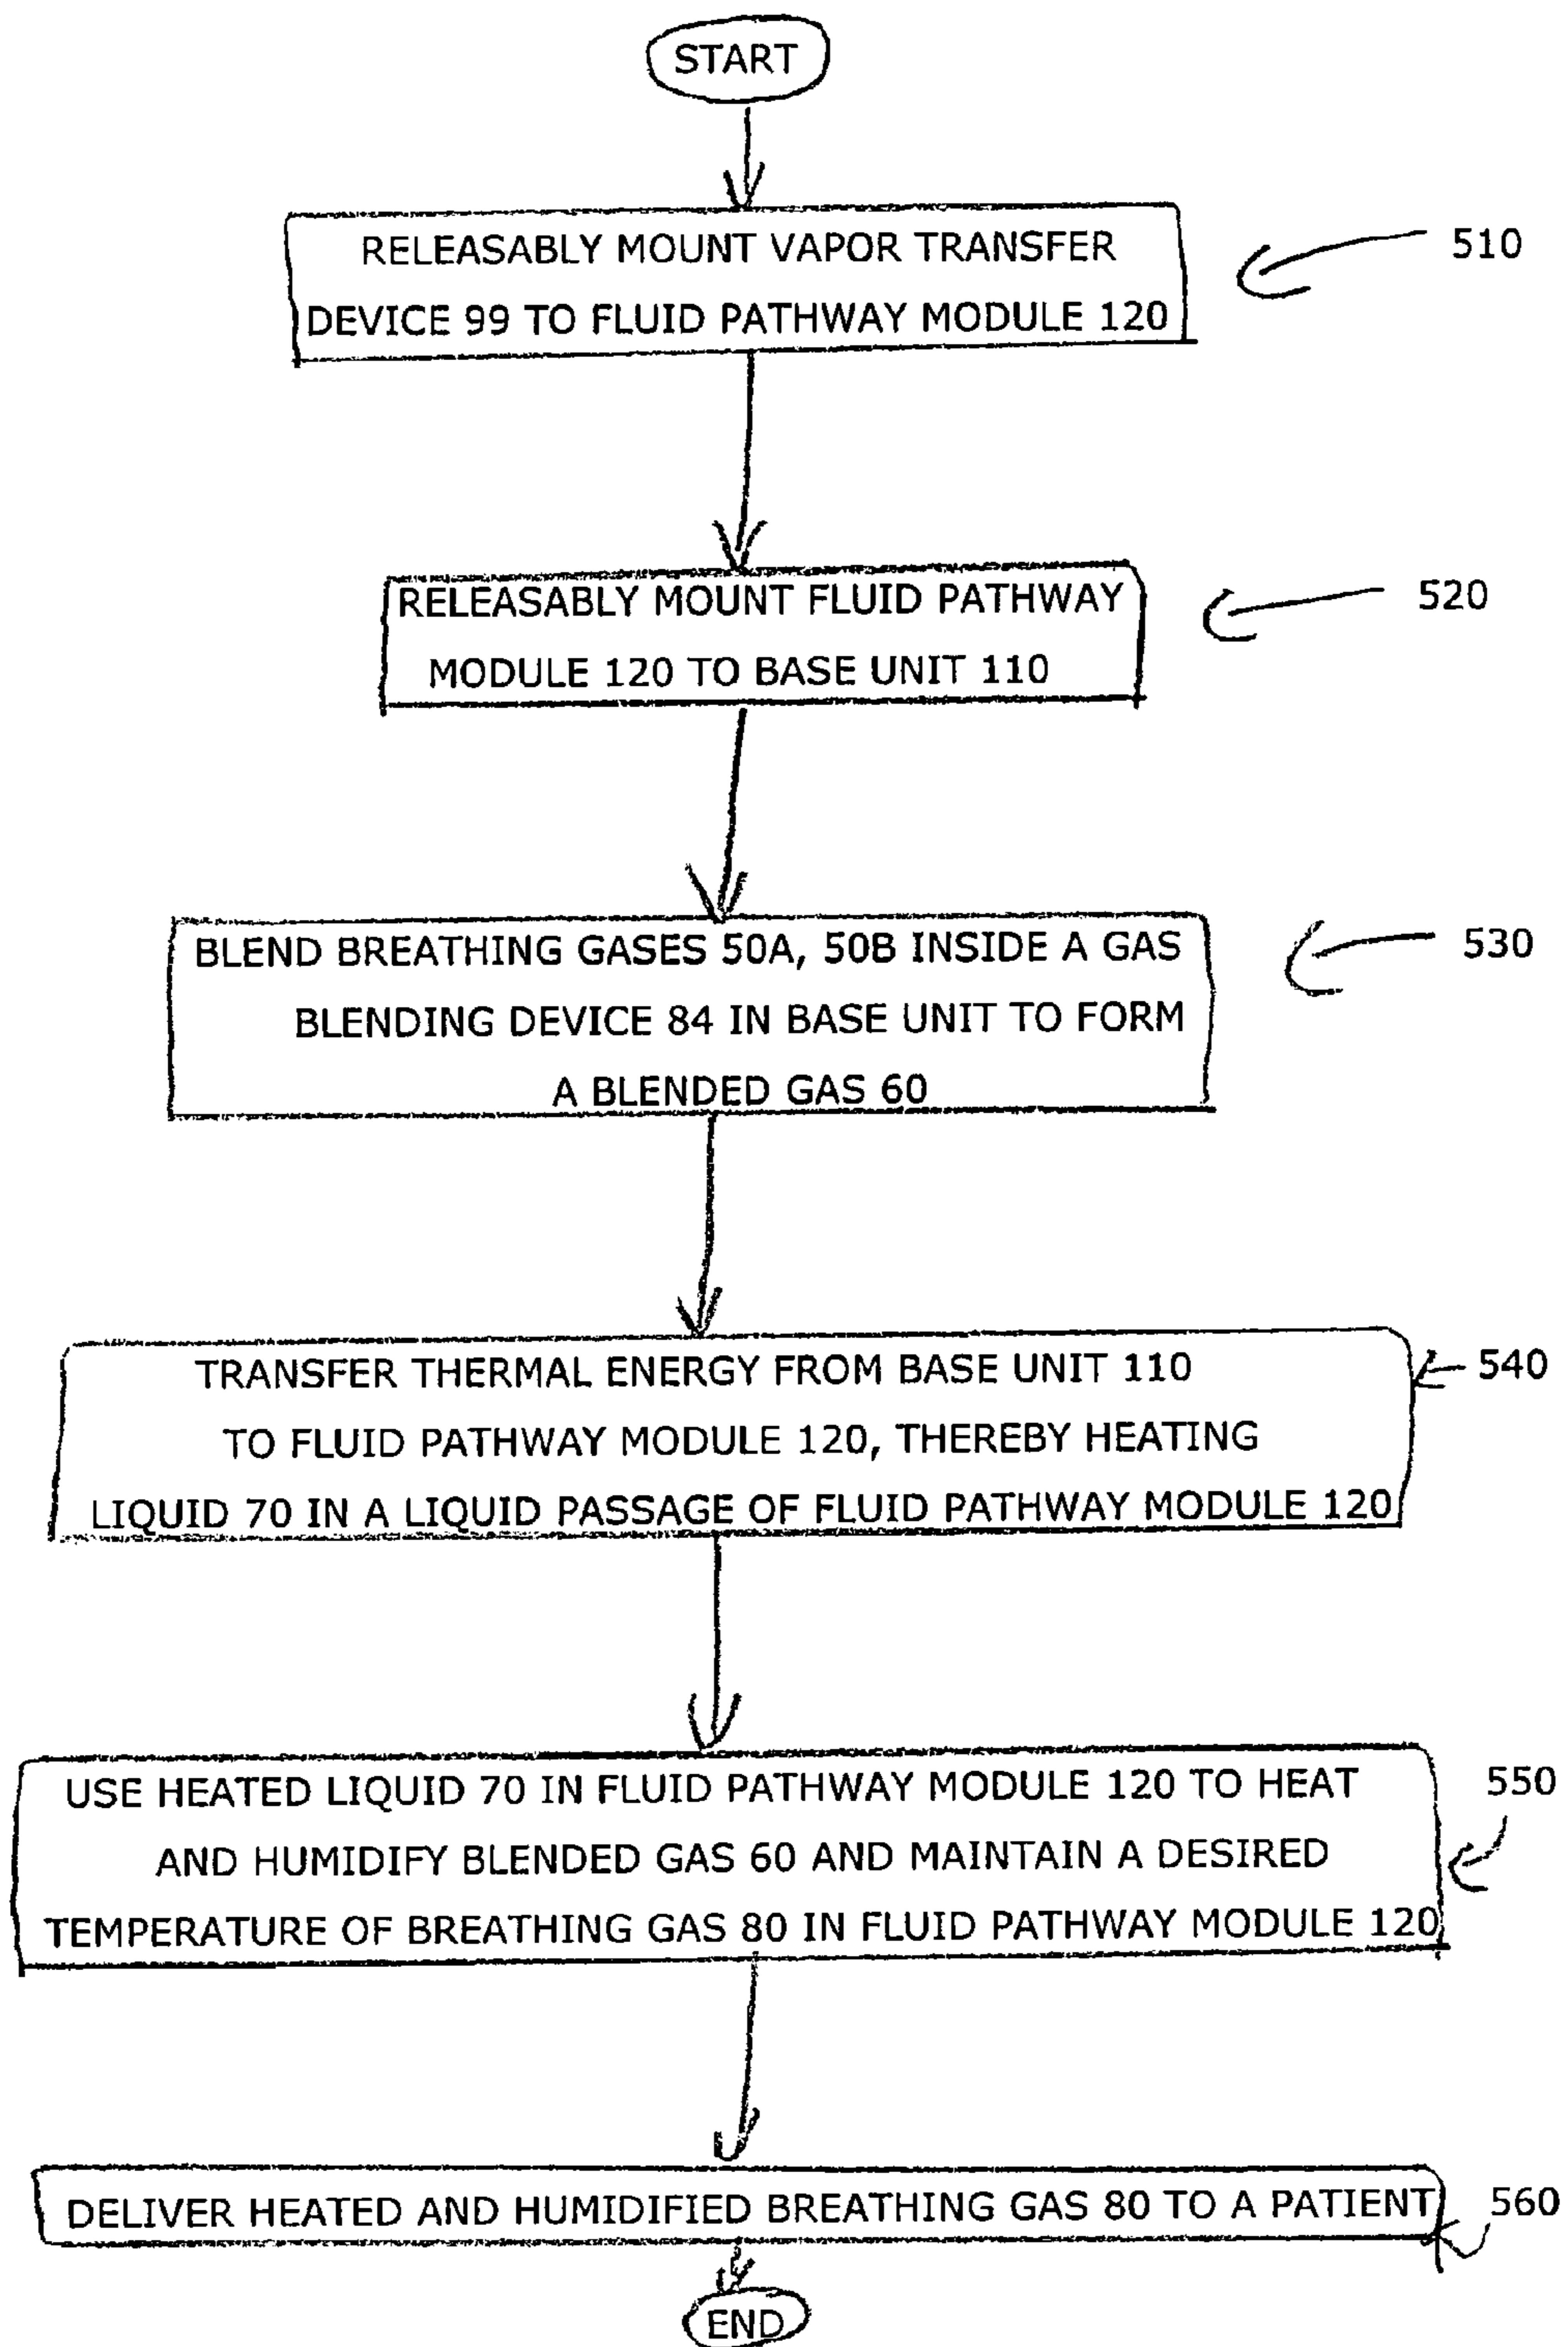 START
RELEASABLY MOUNT VAPOR TRANSFER
DEVICE 99 TO FLUID PATHWAY MODULE 120
510
RELEASABLY MOUNT FLUID PATHWAY
MODULE 120 TO BASE UNIT 110
520
BLEND BREATHING GASES 50A, 50B INSIDE A GAS
BLENDING DEVICE 84 IN BASE UNIT TO FORM
A BLENDED GAS 60
530
TRANSFER THERMAL ENERGY FROM BASE UNIT 110
TO FLUID PATHWAY MODULE 120, THEREBY HEATING
LIQUID 70 IN A LIQUID PASSAGE OF FLUID PATHWAY MODULE 120
540
USE HEATED LIQUID 70 IN FLUID PATHWAY MODULE 120 TO HEAT
AND HUMIDIFY BLENDED GAS 60 AND MAINTAIN A DESIRED
TEMPERATURE OF BREATHING GAS 80 IN FLUID PATHWAY MODULE 120
550
DELIVER HEATED AND HUMIDIFIED BREATHING GAS 80 TO A PATIENT
560
END